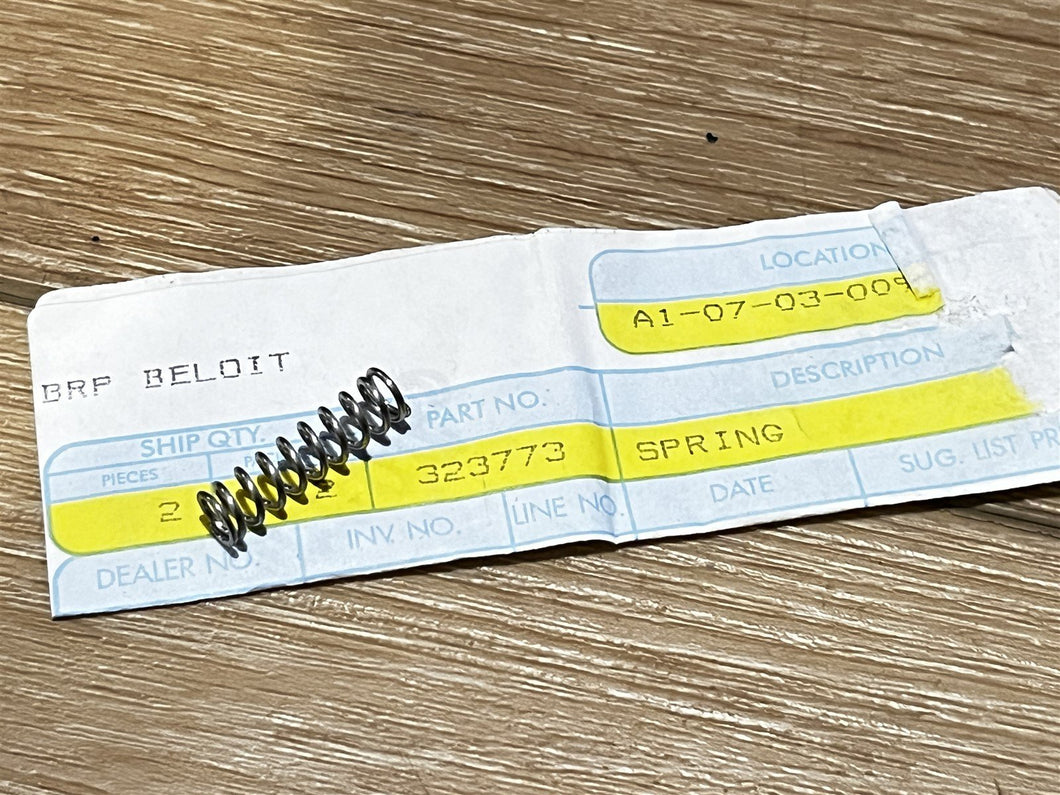 LOCATION
A1-07-03-009
BRP BELOIT
SHIP QTY. PART NO. DESCRIPTION
PIECES
2 2 323773 SPRING
DEALER NO. INV. NO. LINE NO. DATE SUG. LIST PR